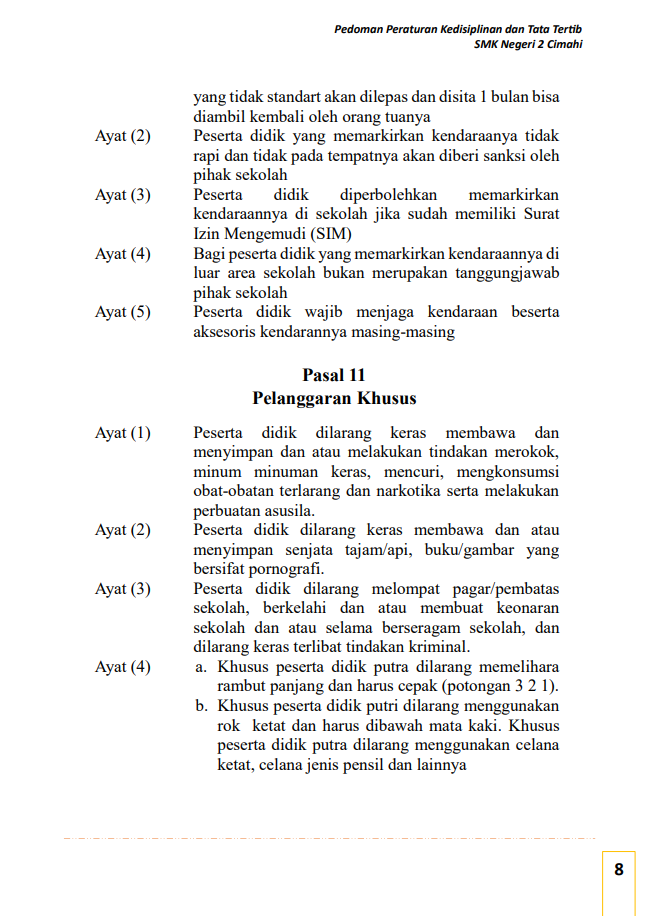 Pedoman Peraturan Kedisiplinan dan Tata Tertib
SMK Negeri 2 Cimahi
yang tidak standart akan dilepas dan disita 1 bulan bisa
diambil kembali oleh orang tuanya
Ayat (2) Peserta didik yang memarkirkan kendaraanya tidak
rapi dan tidak pada tempatnya akan diberi sanksi oleh
pihak sekolah
Ayat (3) Peserta didik diperbolehkan memarkirkan
kendaraannya di sekolah jika sudah memiliki Surat
Izin Mengemudi (SIM)
Ayat (4) Bagi peserta didik yang memarkirkan kendaraannya di
luar area sekolah bukan merupakan tanggungjawab
pihak sekolah
Ayat (5) Peserta didik wajib menjaga kendaraan beserta
aksesoris kendarannya masing-masing
Pasal 11
Pelanggaran Khusus
Ayat (1) Peserta didik dilarang keras membawa dan
menyimpan dan atau melakukan tindakan merokok,
minum minuman keras, mencuri, mengkonsumsi
obat-obatan terlarang dan narkotika serta melakukan
perbuatan asusila.
Ayat (2) Peserta didik dilarang keras membawa dan atau
menyimpan senjata tajam/api, buku/gambar yang
bersifat pornografi.
Ayat (3) Peserta didik dilarang melompat pagar/pembatas
sekolah, berkelahi dan atau membuat keonaran
sekolah dan atau selama berseragam sekolah, dan
dilarang keras terlibat tindakan kriminal.
Ayat (4) a. Khusus peserta didik putra dilarang memelihara
rambut panjang dan harus cepak (potongan 3 2 1).
b. Khusus peserta didik putri dilarang menggunakan
rok ketat dan harus dibawah mata kaki. Khusus
peserta didik putra dilarang menggunakan celana
ketat, celana jenis pensil dan lainnya
8